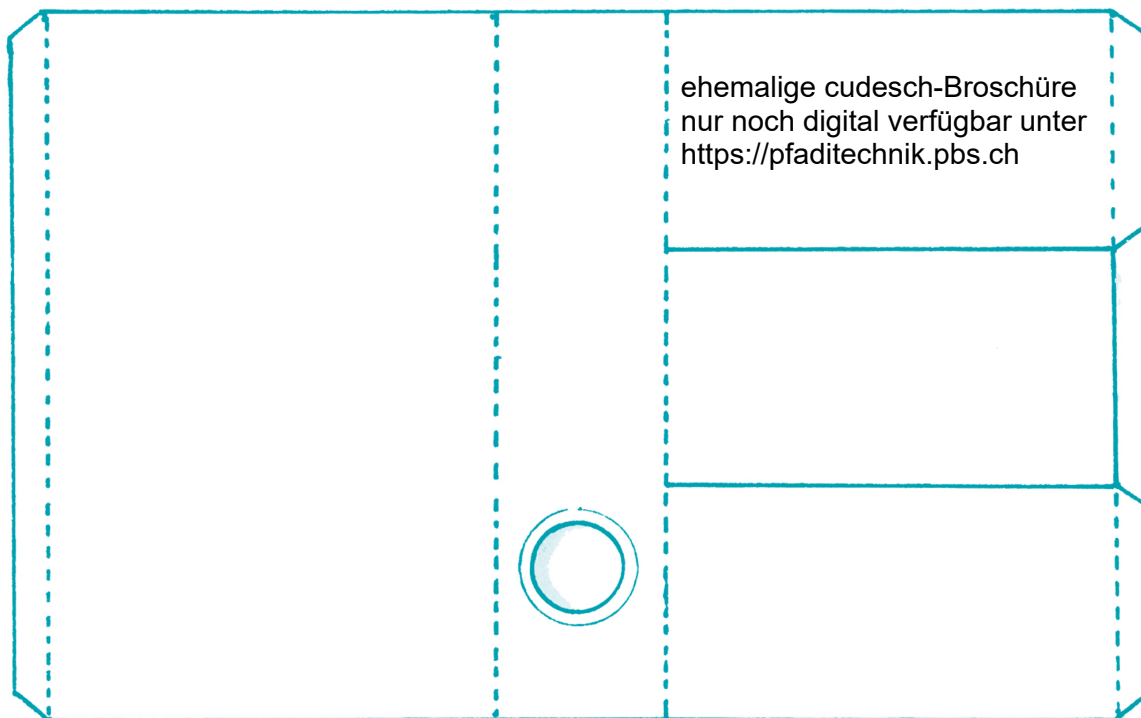 ehemalige cudesch-Broschüre
nur noch digital verfügbar unter
https://pfaditechnik.pbs.ch